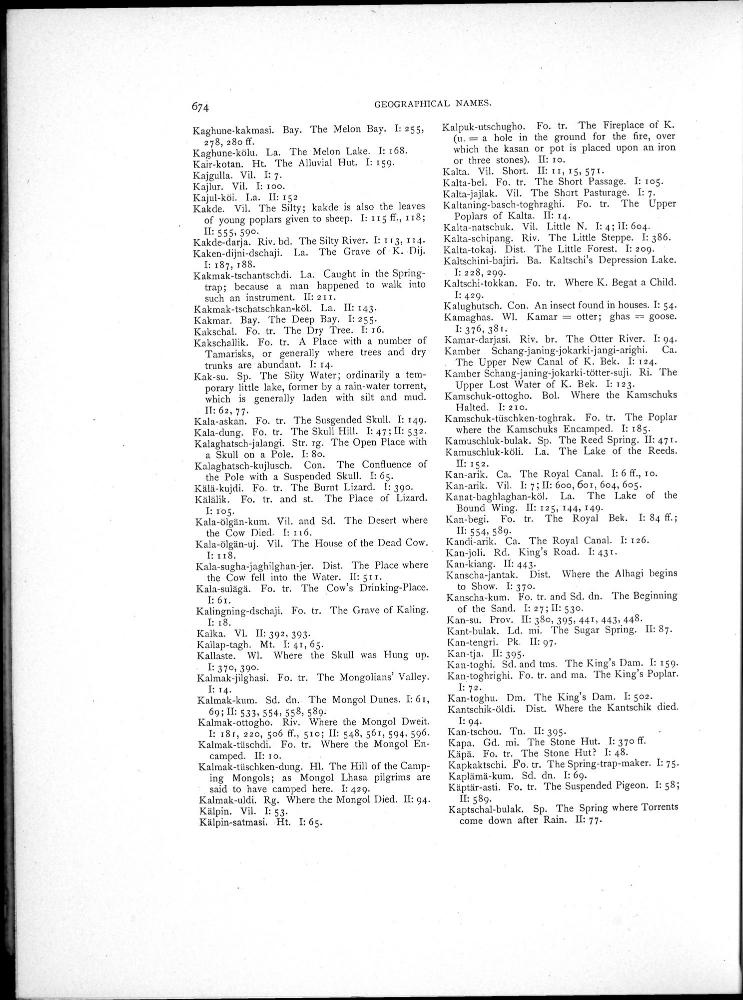 674
GEOGRAPHICAL NAMES.
Kaghune-kakmasi. Bay. The Melon Bay. I: 255,
278, 280 ff.
Kaghune-kölu. La. The Melon Lake. I: 168.
Kair-kotan. Ht. The Alluvial Hut. I: 159.
Kajgulla. Vil. I: 7.
Kajlur. Vil. I: 100.
Kajul-köi. La. II: 152
Kakde. Vil. The Silty; kakde is also the leaves
of young poplars given to sheep. I: 115 ff., 118;
II: 555, 590.
Kakde-darja. Riv. bd. The Silty River. I: 113, 114.
Kaken-dijni-dschaji. La. The Grave of K. Dij.
I: 187, 188.
Kakmak-tschantschdi. La. Caught in the Spring-
trap; because a man happened to walk into
such an instrument. II: 211.
Kakmak-tschatschkan-köl. La. II: 143.
Kakmar. Bay. The Deep Bay. I: 255.
Kakschal. Fo. tr. The Dry Tree. I: 16.
Kakschallik. Fo. tr. A Place with a number of
Tamarisks, or generally where trees and dry
trunks are abundant. I: 14.
Kak-su. Sp. The Silty Water; ordinarily a tem-
porary little lake, former by a rain-water torrent,
which is generally laden with silt and mud.
II: 62, 77.
Kala-askan. Fo. tr. The Susgended Skull. I: 149.
Kala-dung. Fo. tr. The Skull Hill. I: 47; II: 532.
Kalaghatsch-jalangi. Str. rg. The Open Place with
a Skull on a Pole. I: 80.
Kalaghatsch-kujlusch. Con. The Confluence of
the Pole with a Suspended Skull. I: 65.
Kälä-kujdi. Fo. tr. The Burnt Lizard. I: 390.
Kälälik. Fo. tr. and st. The Place of Lizard.
I: 105.
Kala-ölgän-kum. Vil. and Sd. The Desert where
the Cow Died. I: 116.
Kala-ölgän-uj. Vil. The House of the Dead Cow.
I: 118.
Kala-sugha-jaghilghan-jer. Dist. The Place where
the Cow fell into the Water. II: 511.
Kala-sulägä. Fo. tr. The Cow's Drinking-Place.
I: 61.
Kalingning-dschaji. Fo. tr. The Grave of Kaling.
I: 18.
Kalka. Vl. II: 392, 393.
Kallap-tagh. Mt. I: 41, 65.
Kallaste. Wl. Where the Skull was Hung up.
I: 370, 390.
Kalmak-jilghasi. Fo. tr. The Mongolians' Valley.
I: 14.
Kalmak-kum. Sd. dn. The Mongol Dunes. I: 61,
69; II: 533, 554, 558, 589.
Kalmak-ottogho. Riv. Where the Mongol Dweit.
I: 181, 220, 506 ff., 510; II: 548, 561, 594, 596.
Kalmak-tüschdi. Fo. tr. Where the Mongol En-
camped. II: 10.
Kalmak-tüschken-dung. Hl. The Hill of the Camp-
ing Mongols; as Mongol Lhasa pilgrims are
said to have camped here. I: 429.
Kalmak-uldi. Rg. Where the Mongol Died. II: 94.
Kälpin. Vil. I: 53.
Kälpin-satmasi. Ht. I: 65.
Kalpuk-utschugho. Fo. tr. The Fireplace of K.
(u. = a hole in the ground for the fire, over
which the kasan or pot is placed upon an iron
or three stones). II: 10.
Kalta. Vil. Short. II: 11, 15, 571.
Kalta-bel. Fo. tr. The Short Passage. I: 105.
Kalta-jajlak. Vil. The Short Pasturage. I: 7.
Kaltaning-basch-toghraghi. Fo. tr. The Upper
Poplars of Kalta. II: 14.
Kalta-natschuk. Vil. Little N. I: 4; II: 604.
Kalta-schipang. Riv. The Little Steppe. I: 386.
Kalta-tokaj. Dist. The Little Forest. I: 209.
Kaltschini-bajiri. Ba. Kaltschi's Depression Lake.
I: 228, 299.
Kaltschi-tokkan. Fo. tr. Where K. Begat a Child.
I: 429.
Kalughutsch. Con. An insect found in houses. I: 54.
Kamaghas. Wl. Kamar = otter; ghas = goose.
I: 376, 381.
Kamar-darjasi. Riv. br. The Otter River. I: 94.
Kamber Schang-janing-jokarki-jangi-arighi. Ca.
The Upper New Canal of K. Bek. I: 124.
Kamber Schang-janing-jokarki-tötter-suji. Ri. The
Upper Lost Water of K. Bek. I: 123.
Kamschuk-ottogho. Bol. Where the Kamschuks
Halted. I: 210.
Kamschuk-tüschken-toghrak. Fo. tr. The Poplar
where the Kamschuks Encamped. I: 185.
Kamuschluk-bulak. Sp. The Reed Spring. II: 471.
Kamuschluk-köli. La. The Lake of the Reeds.
II: 152.
Kan-arik. Ca. The Royal Canal. I: 6 ff., 10.
Kan-arik. Vil. I: 7; II: 600, 601, 604, 605.
Kanat-baghlaghan-köl. La. The Lake of the
Bound Wing. II: 125, 144, 149.
Kan-begi. Fo. tr. The Royal Bek. I: 84 ff.;
II: 554, 589.
Kandi-arik. Ca. The Royal Canal. I: 126.
Kan-joli. Rd. King's Road. I: 431.
Kan-kiang. II: 443.
Kanscha-jantak. Dist. Where the Alhagi begins
to Show. I: 370.
Kanscha-kum. Fo. tr. and Sd. dn. The Beginning
of the Sand. I: 27; II: 530.
Kan-su. Prov. II: 380, 395, 441, 443, 448.
Kant-bulak. Ld. mi. The Sugar Spring. II: 87.
Kan-tengri. Pk. II: 97.
Kan-tja. II: 395.
Kan-toghi. Sd. and tms. The King's Dam. I: 159.
Kan-toghrighi. Fo. tr. and ma. The King's Poplar.
I: 72.
Kan-toghu. Dm. The King's Dam. I: 502.
Kantschik-öldi. Dist. Where the Kantschik died.
I: 94.
Kan-tschou. Tn. II: 395.
Kapa. Gd. mi. The Stone Hut. I: 370 ff.
Käpä. Fo. tr. The Stone Hut? I: 48.
Kapkaktschi. Fo. tr. The Spring-trap-maker. I: 75.
Kaplämä-kum. Sd. dn. I: 69.
Käptär-asti. Fo. tr. The Suspended Pigeon. I: 58;
II: 589.
Kaptschal-bulak. Sp. The Spring where Torrents
come down after Rain. II: 77.